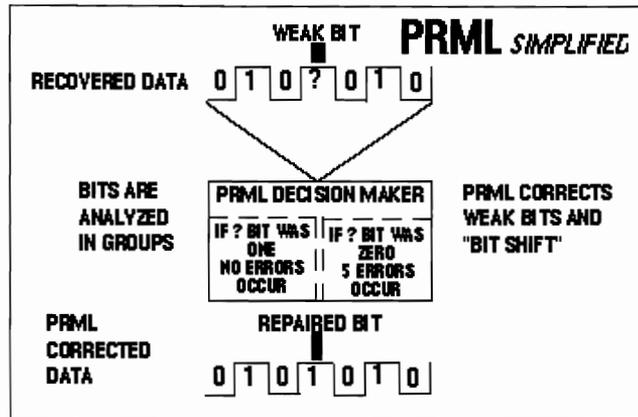 WEAK BIT
PRML SIMPLIFIED
RECOVERED DATA
0 1 0 ? 0 1 0
BITS ARE
ANALYZED
IN GROUPS
PRML DECISION MAKER
IF ? BIT WAS
ONE
NO ERRORS
OCCUR
IF ? BIT WAS
ZERO
5 ERRORS
OCCUR
PRML CORRECTS
WEAK BITS AND
"BIT SHIFT"
PRML
CORRECTED
DATA
REPAIRED BIT
0 1 0 1 0 1 0